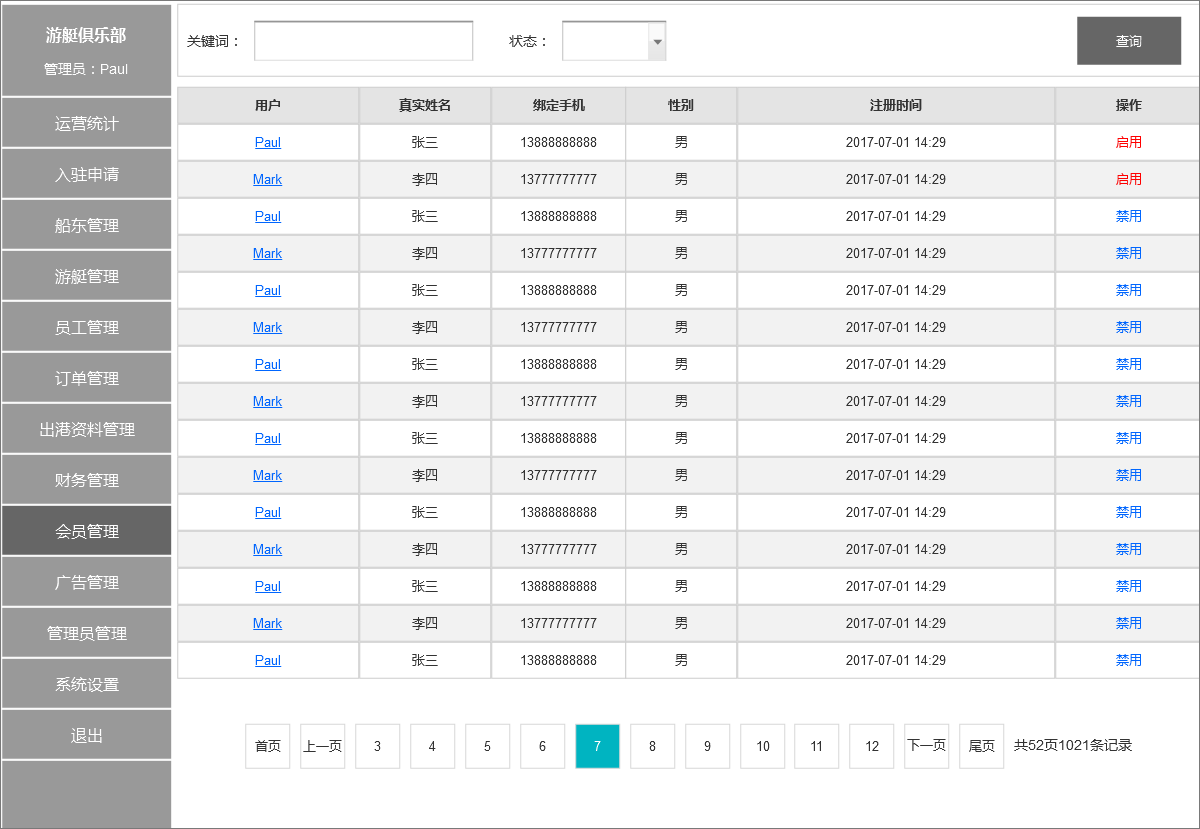 游艇俱乐部
管理员：Paul
运营统计
入驻申请
船东管理
游艇管理
员工管理
订单管理
出港资料管理
财务管理
会员管理
广告管理
管理员管理
系统设置
退出
关键词： 状态： 查询
用户 真实姓名 绑定手机 性别 注册时间 操作
Paul 张三 13888888888 男 2017-07-01 14:29 启用
Mark 李四 13777777777 男 2017-07-01 14:29 启用
Paul 张三 13888888888 男 2017-07-01 14:29 禁用
Mark 李四 13777777777 男 2017-07-01 14:29 禁用
Paul 张三 13888888888 男 2017-07-01 14:29 禁用
Mark 李四 13777777777 男 2017-07-01 14:29 禁用
Paul 张三 13888888888 男 2017-07-01 14:29 禁用
Mark 李四 13777777777 男 2017-07-01 14:29 禁用
Paul 张三 13888888888 男 2017-07-01 14:29 禁用
Mark 李四 13777777777 男 2017-07-01 14:29 禁用
Paul 张三 13888888888 男 2017-07-01 14:29 禁用
Mark 李四 13777777777 男 2017-07-01 14:29 禁用
Paul 张三 13888888888 男 2017-07-01 14:29 禁用
Mark 李四 13777777777 男 2017-07-01 14:29 禁用
Paul 张三 13888888888 男 2017-07-01 14:29 禁用
首页 上一页 3 4 5 6 7 8 9 10 11 12 下一页 尾页 共52页1021条记录